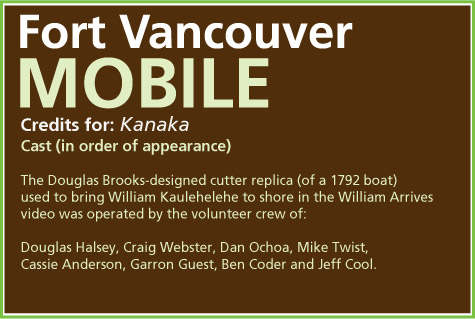 Fort Vancouver
MOBILE
Credits for: Kanaka
Cast (in order of appearance)
The Douglas Brooks-designed cutter replica (of a 1792 boat)
used to bring William Kaulehelehe to shore in the William Arrives
video was operated by the volunteer crew of:
Douglas Halsey, Craig Webster, Dan Ochoa, Mike Twist,
Cassie Anderson, Garron Guest, Ben Coder and Jeff Cool.